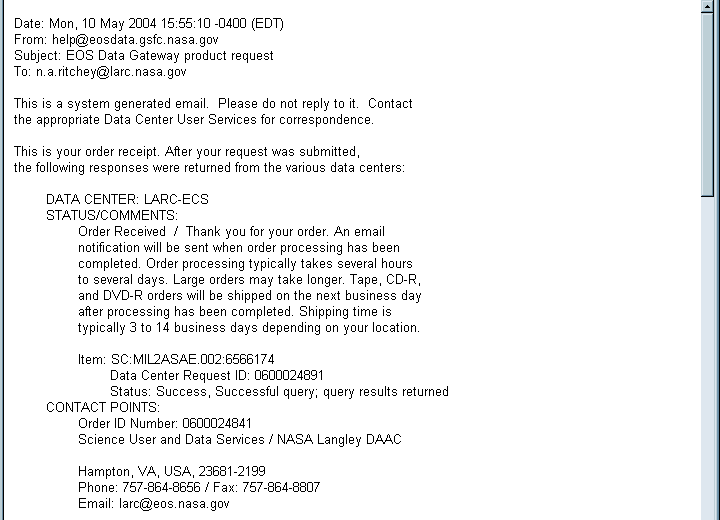 Date: Mon, 10 May 2004 15:55:10 -0400 (EDT)
From: help@eosdata.gsfc.nasa.gov
Subject: EOS Data Gateway product request
To: n.a.ritchey@larc.nasa.gov
This is a system generated email.  Please do not reply to it.  Contact
the appropriate Data Center User Services for correspondence.
This is your order receipt. After your request was submitted,
the following responses were returned from the various data centers:
DATA CENTER: LARC-ECS
STATUS/COMMENTS:
Order Received  /  Thank you for your order. An email
notification will be sent when order processing has been
completed. Order processing typically takes several hours
to several days. Large orders may take longer. Tape, CD-R,
and DVD-R orders will be shipped on the next business day
after processing has been completed. Shipping time is
typically 3 to 14 business days depending on your location.
Item: SC:MIL2ASAE.002:6566174
Data Center Request ID: 0600024891
Status: Success, Successful query; query results returned
CONTACT POINTS:
Order ID Number: 0600024841
Science User and Data Services / NASA Langley DAAC
Hampton, VA, USA, 23681-2199
Phone: 757-864-8656 / Fax: 757-864-8807
Email: larc@eos.nasa.gov